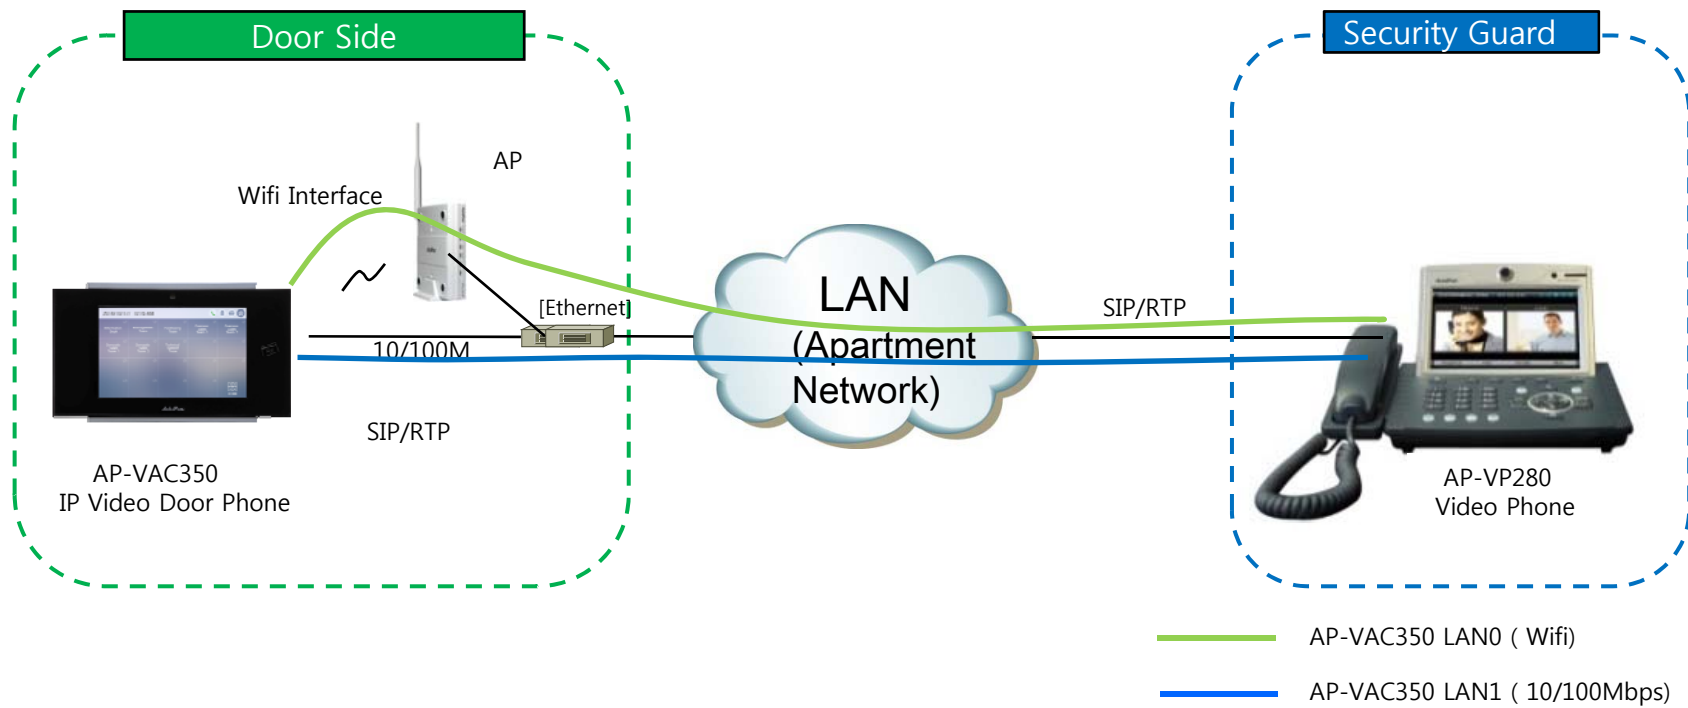 Door Side
Security Guard
AP
Wifi Interface
[Ethernet]
10/100M
SIP/RTP
LAN
(Apartment
Network)
SIP/RTP
AP-VAC350
IP Video Door Phone
AP-VP280
Video Phone
AP-VAC350 LAN0 ( Wifi)
AP-VAC350 LAN1 ( 10/100Mbps)